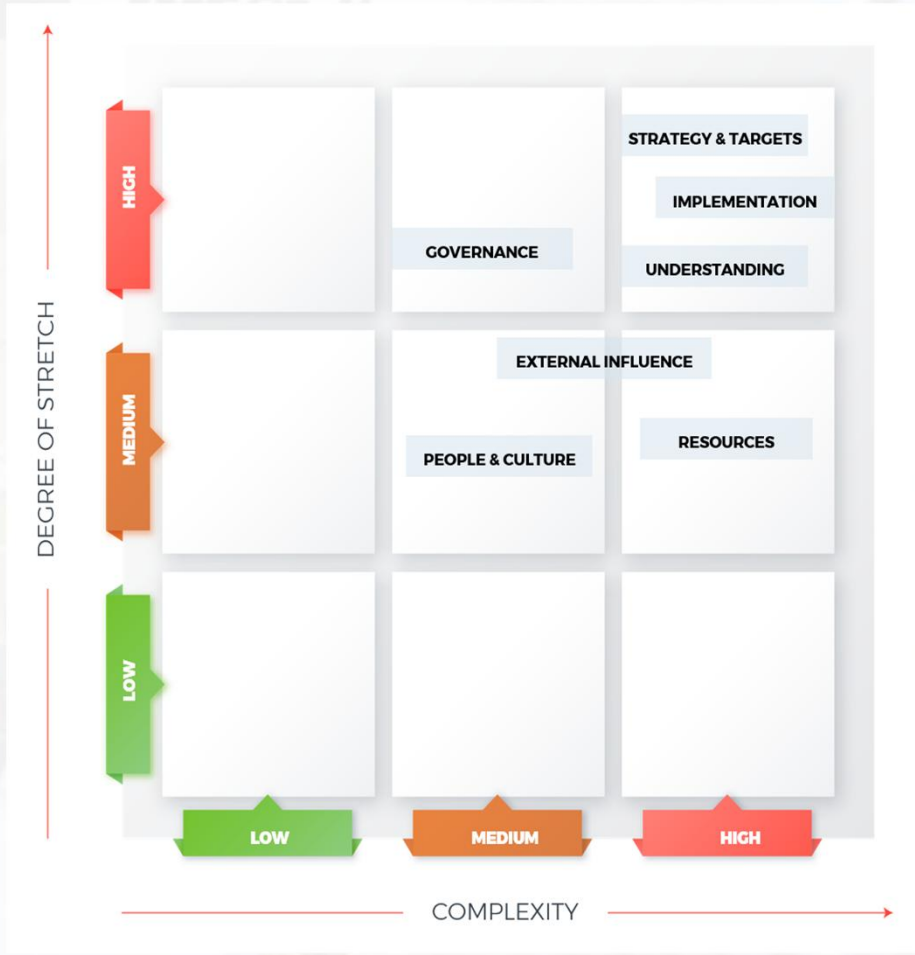 STRATEGY & TARGETS
HIGH
IMPLEMENTATION
GOVERNANCE
UNDERSTANDING
DEGREE OF STRETCH
EXTERNAL INFLUENCE
MEDIUM
PEOPLE & CULTURE
RESOURCES
LOW
LOW
MEDIUM
HIGH
COMPLEXITY